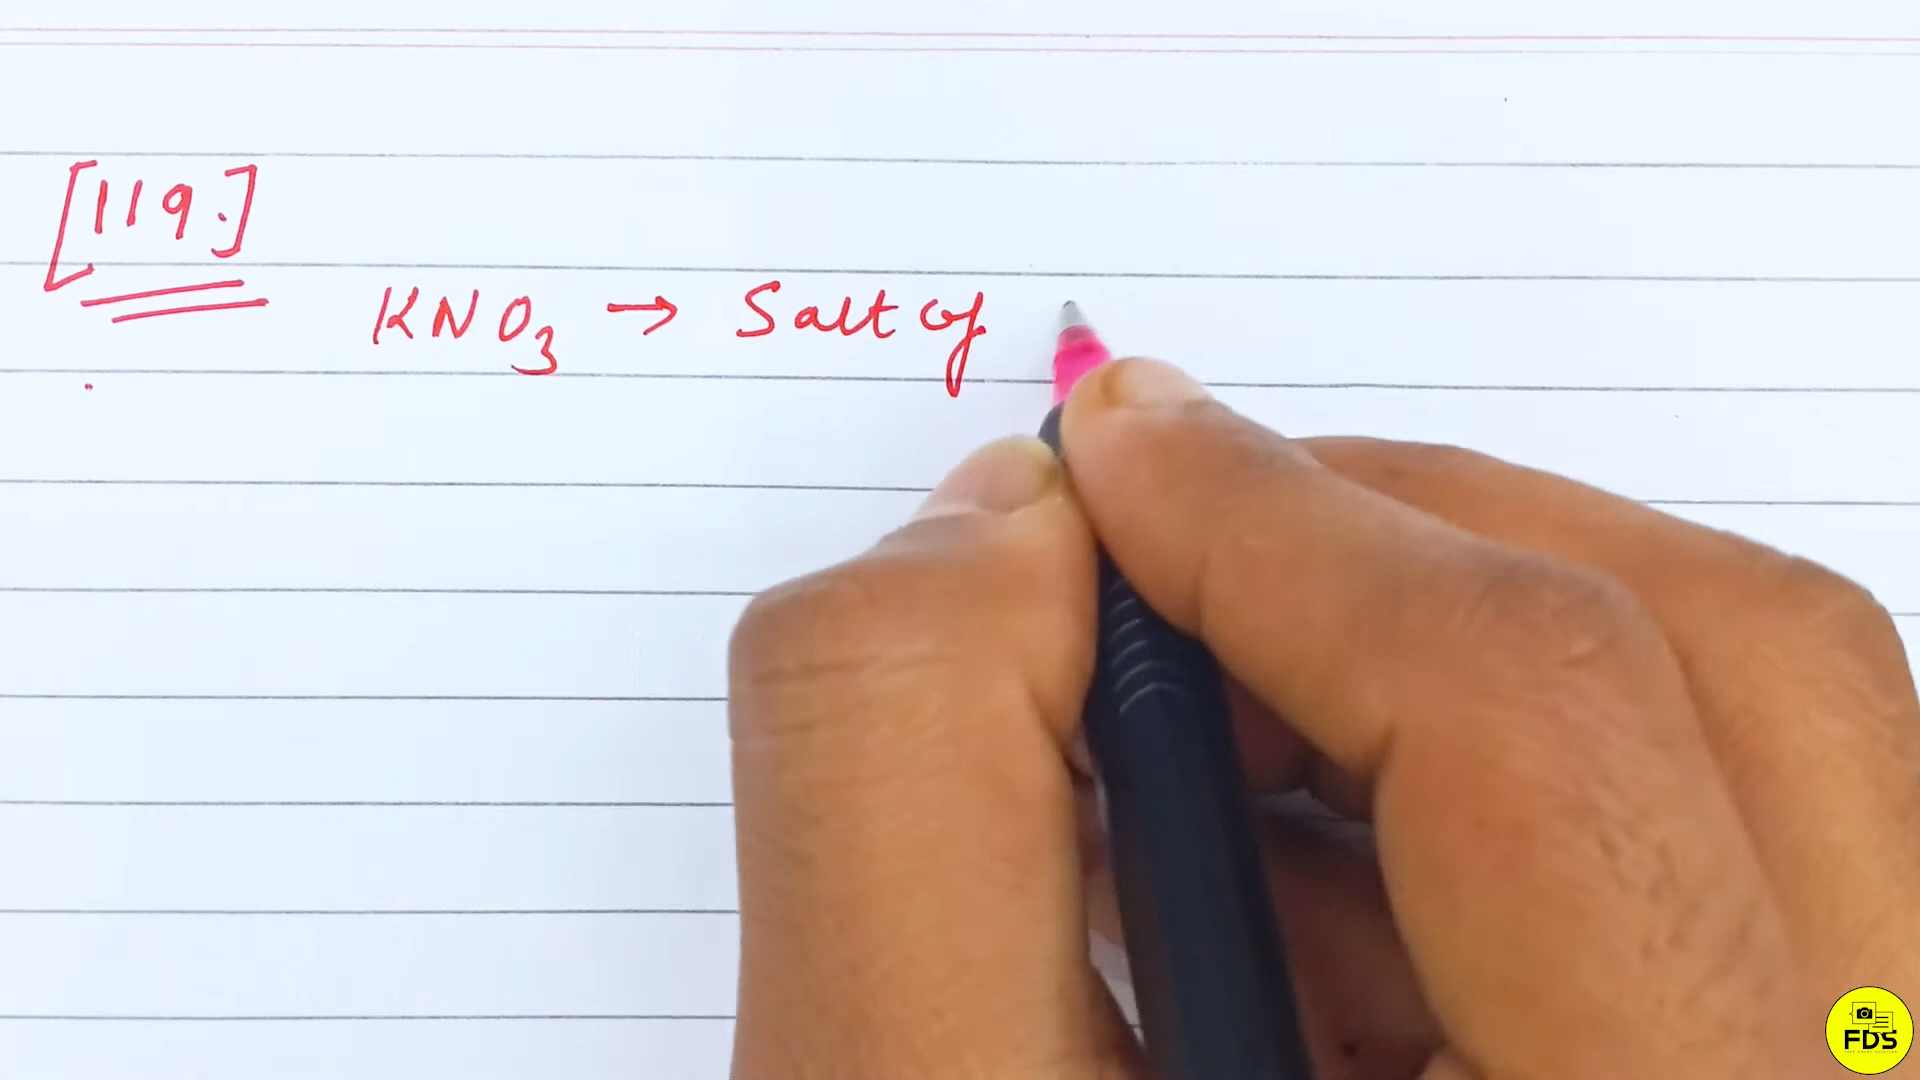 [119.]
KNO₃ → Salt of
FDS